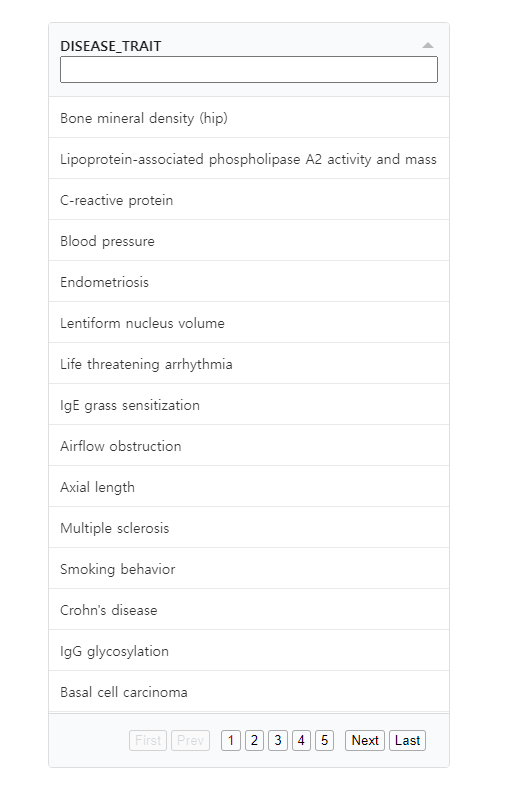 DISEASE_TRAIT
Bone mineral density (hip)
Lipoprotein-associated phospholipase A2 activity and mass
C-reactive protein
Blood pressure
Endometriosis
Lentiform nucleus volume
Life threatening arrhythmia
IgE grass sensitization
Airflow obstruction
Axial length
Multiple sclerosis
Smoking behavior
Crohn's disease
IgG glycosylation
Basal cell carcinoma
First Prev 1 2 3 4 5 Next Last